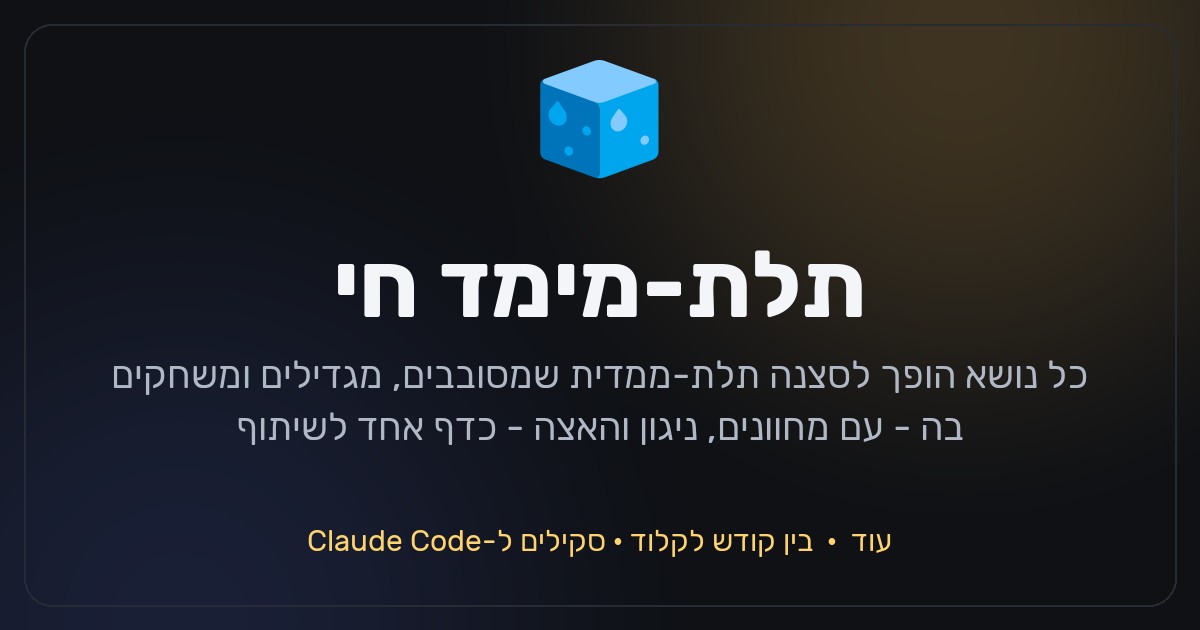 תלת-מימד חי
כל נושא הופך לסצנה תלת-ממדית שמסובבים, מגדילים ומשחקים
בה - עם מחוונים, ניגון והאצה - כדף אחד לשיתוף
עוד • בין קודש לקלוד • סקילים ל-Claude Code